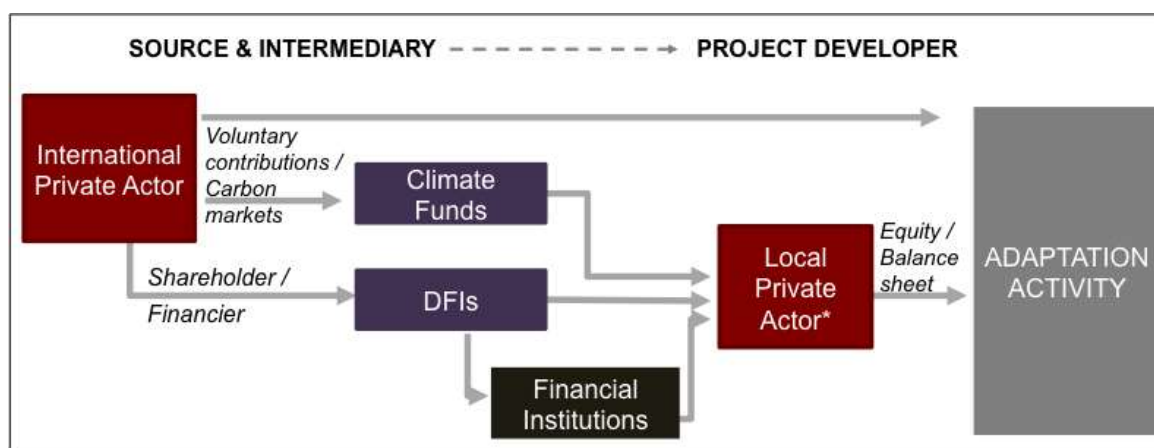 SOURCE & INTERMEDIARY
PROJECT DEVELOPER
International
Private Actor
Voluntary
contributions /
Carbon
markets
Climate
Funds
Shareholder /
Financier
DFIs
Financial
Institutions
Local
Private
Actor*
Equity /
Balance
sheet
ADAPTATION
ACTIVITY